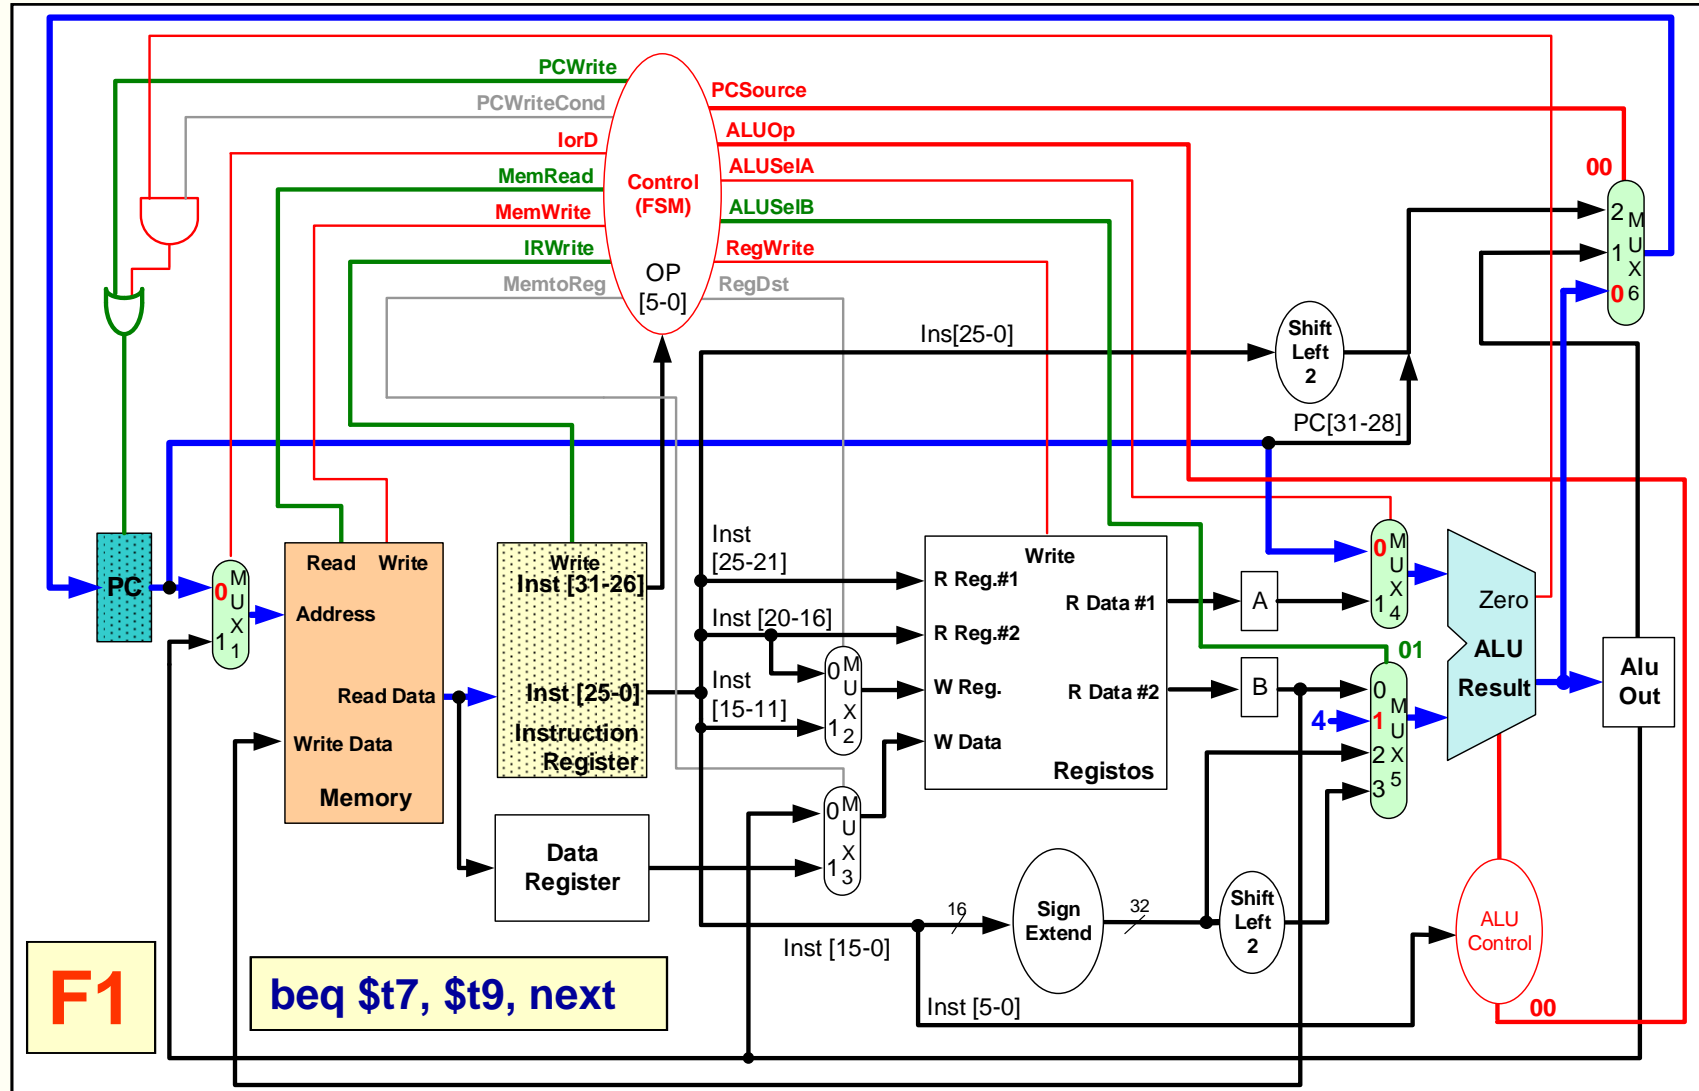 PCWrite
PCWriteCond
IorD
MemRead
MemWrite
IRWrite
MemtoReg
PCSource
ALUOp
ALUSelA
ALUSelB
RegWrite
RegDst
Control
(FSM)
OP
[5-0]
00
2
1
0
M
U
X
6
Ins[25-0]
Shift
Left
2
PC[31-28]
PC
0
1
M
U
X
1
Read
Write
Address
Read Data
Write Data
Memory
Write
Inst [31-26]
Inst [25-0]
Instruction
Register
Data
Register
Inst
[25-21]
Inst [20-16]
Inst
[15-11]
0
1
M
U
X
2
0
1
M
U
X
3
Write
R Reg.#1
R Reg.#2
W Reg.
W Data
R Data #1
R Data #2
Registos
A
B
0
1
M
U
X
4
01
4
0
1
2
3
M
U
X
5
Zero
ALU
Result
Alu
Out
Inst [15-0]
16
Sign
Extend
32
Shift
Left
2
ALU
Control
Inst [5-0]
00
F1
beq $t7, $t9, next